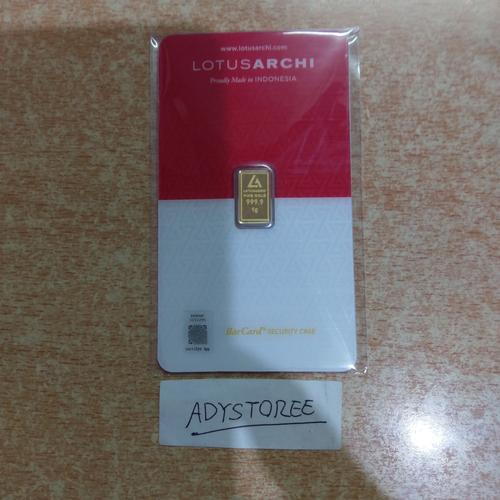 www.lotusarchi.com
LOTUSARCHI
Proudly Made in INDONESIA
LOTUSARCHI
FINE GOLD
999.9
1g
BarCard® SECURITY CASE
ADYSTOREE